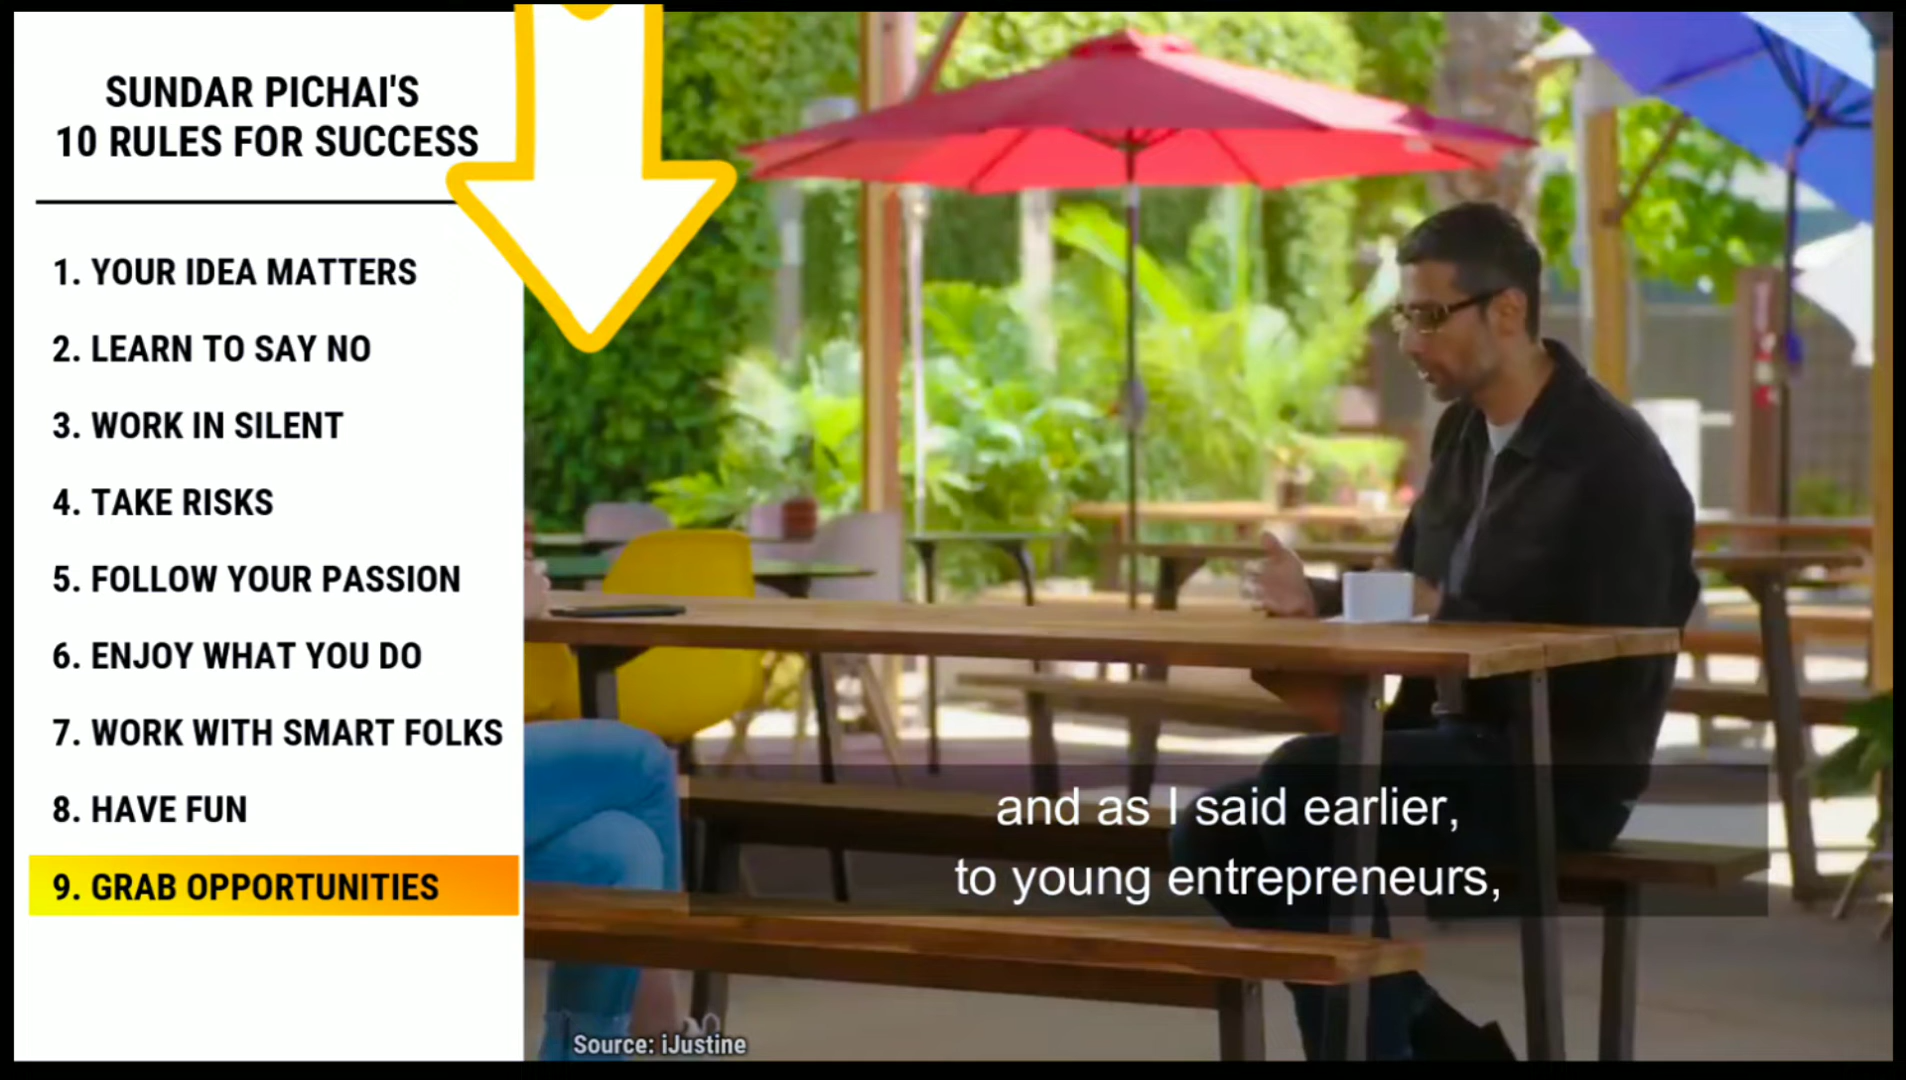 SUNDAR PICHAI'S
10 RULES FOR SUCCESS
1. YOUR IDEA MATTERS
2. LEARN TO SAY NO
3. WORK IN SILENT
4. TAKE RISKS
5. FOLLOW YOUR PASSION
6. ENJOY WHAT YOU DO
7. WORK WITH SMART FOLKS
8. HAVE FUN
9. GRAB OPPORTUNITIES
and as I said earlier,
to young entrepreneurs,
Source: iJustine